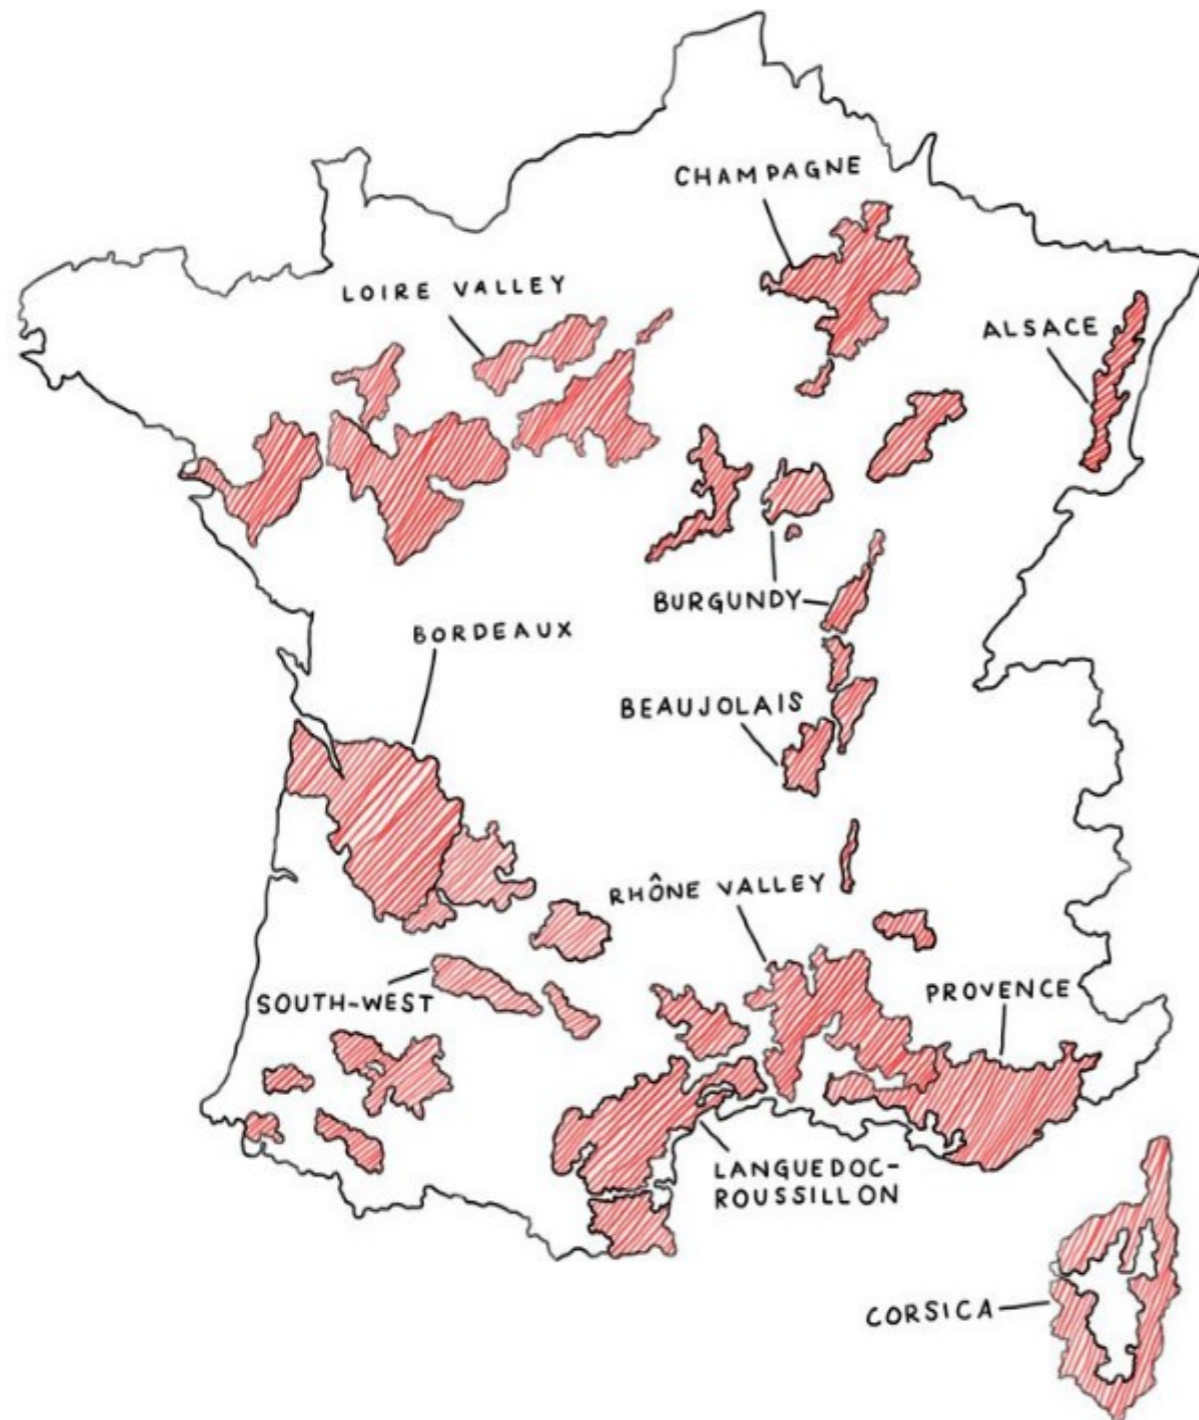 CHAMPAGNE
LOIRE VALLEY
ALSACE
BURGUNDY
BORDEAUX
BEAUJOLAIS
RHÔNE VALLEY
SOUTH-WEST
PROVENCE
LANGUEDOC-
ROUSSILLON
CORSICA